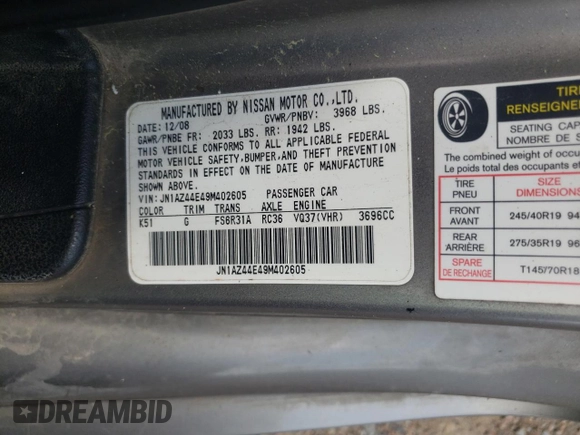 MANUFACTURED BY NISSAN MOTOR CO.,LTD.
DATE: 12/08 GVWR/PNBV: 3968 LBS.
GAWR/PNBE FR: 2033 LBS. RR: 1942 LBS.
THIS VEHICLE CONFORMS TO ALL APPLICABLE FEDERAL
MOTOR VEHICLE SAFETY,BUMPER,AND THEFT PREVENTION
STANDARDS IN EFFECT ON THE DATE OF MANUFACTURE
SHOWN ABOVE.
VIN: JN1AZ44E49M402605 PASSENGER CAR
COLOR TRIM TRANS AXLE ENGINE
K51 G FS6R31A RC36 VQ37(VHR) 3696CC
JN1AZ44E49M402605
TIRE
RENSEIGNE
SEATING CAP
NOMBRE DE
The combined weight of occu
Le poids total des occupants e
TIRE
PNEU
SIZE
DIMENSIONS
FRONT
AVANT
245/40R19 94
REAR
ARRIÈRE
275/35R19 96
SPARE
DE SECOURS
T145/70R18
DREAMBID